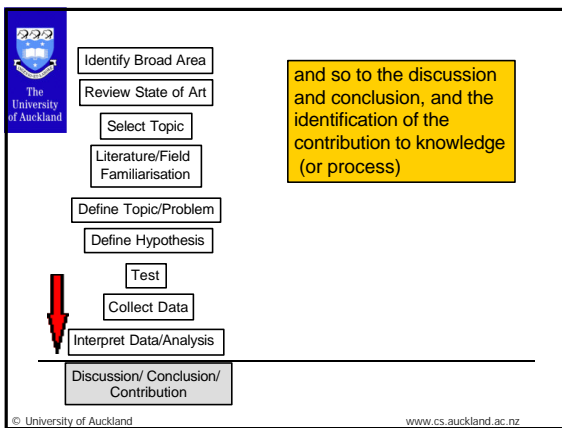 The
University
of Auckland
Identify Broad Area
Review State of Art
Select Topic
Literature/Field
Familiarisation
Define Topic/Problem
Define Hypothesis
Test
Collect Data
Interpret Data/Analysis
Discussion/ Conclusion/
Contribution
and so to the discussion
and conclusion, and the
identification of the
contribution to knowledge
(or process)
© University of Auckland
www.cs.auckland.ac.nz